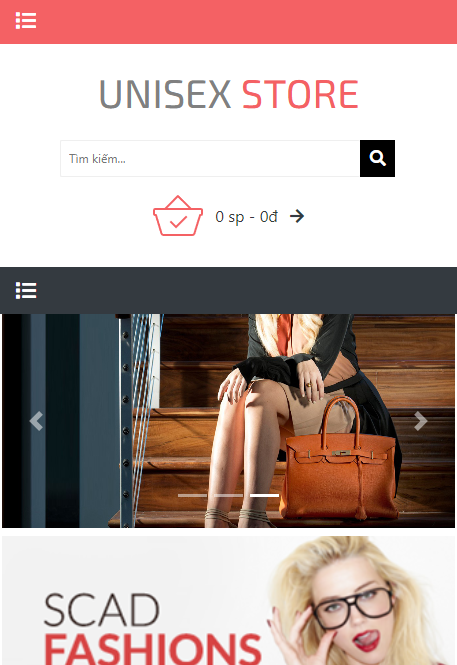 UNISEX STORE
Tìm kiếm...
0 sp - 0đ
SCAD
FASHIONS